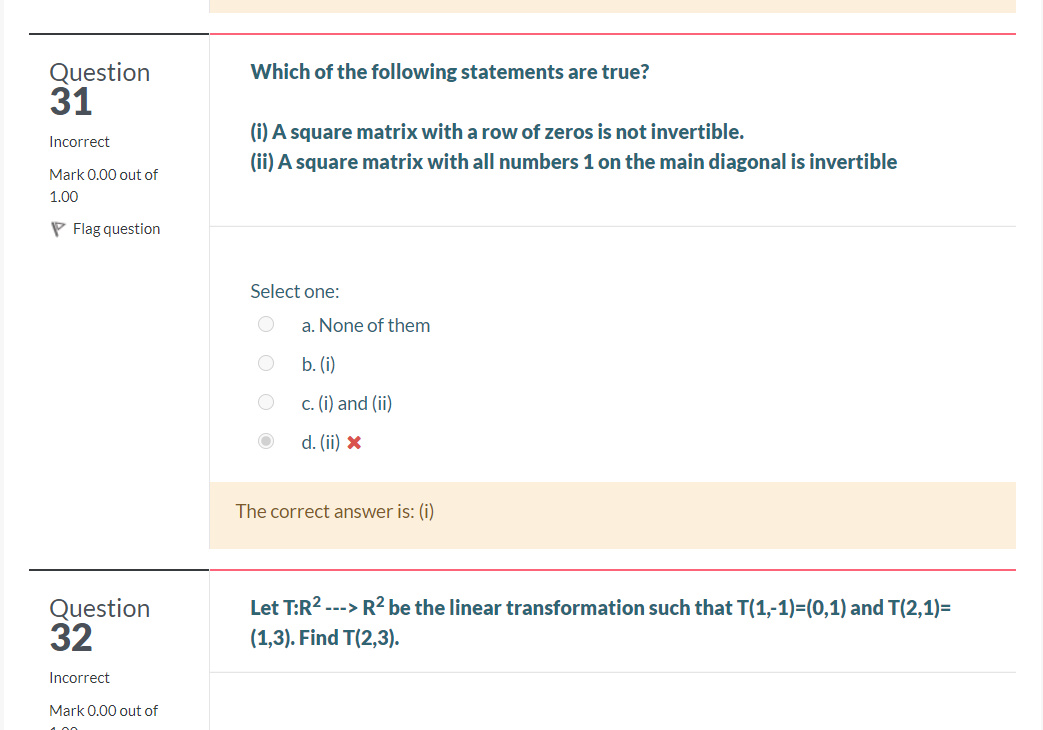 Question
31
Incorrect
Mark 0.00 out of
1.00
Flag question
Which of the following statements are true?
(i) A square matrix with a row of zeros is not invertible.
(ii) A square matrix with all numbers 1 on the main diagonal is invertible
Select one:
a. None of them
b. (i)
c. (i) and (ii)
d. (ii) ✖
The correct answer is: (i)
Question
32
Incorrect
Mark 0.00 out of
Let T:R² ---> R² be the linear transformation such that T(1,-1)=(0,1) and T(2,1)=
(1,3). Find T(2,3).